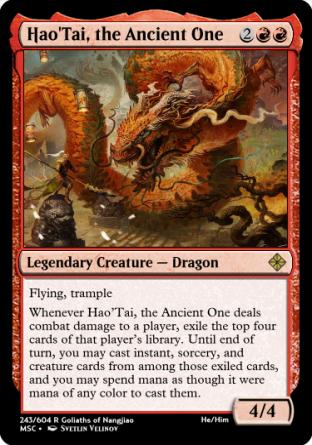 Hao'Tai, the Ancient One 2
Legendary Creature — Dragon
Flying, trample
Whenever Hao'Tai, the Ancient One deals
combat damage to a player, exile the top four
cards of that player's library. Until end of
turn, you may cast instant, sorcery, and
creature cards from among those exiled cards,
and you may spend mana as though it were
mana of any color to cast them.
4/4
243/604 R Goliaths of Nangjiao He/Him
MSC • Svetlin Velinov